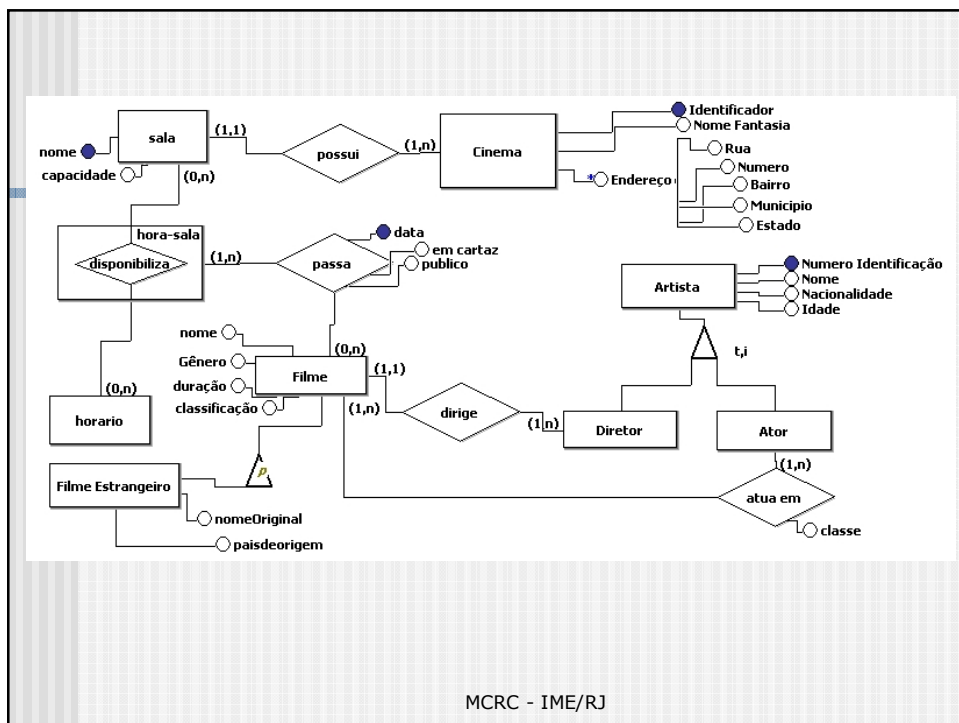 Identificador
sala
(1,1)
(1,n)
Nome Fantasia
nome
possui
Cinema
Rua
capacidade
(0,n)
* Endereço
Numero
Bairro
Municipio
Estado
hora-sala
data
disponibiliza
(1,n)
passa
em cartaz
publico
Numero Identificação
Artista
Nome
Nacionalidade
Idade
nome
t,i
(0,n)
Gênero
Filme
(1,1)
duração
(0,n)
classificação
(1,n)
dirige
horario
(1,n)
Diretor
Ator
p
(1,n)
Filme Estrangeiro
atua em
nomeOriginal
classe
paisdeorigem
MCRC - IME/RJ